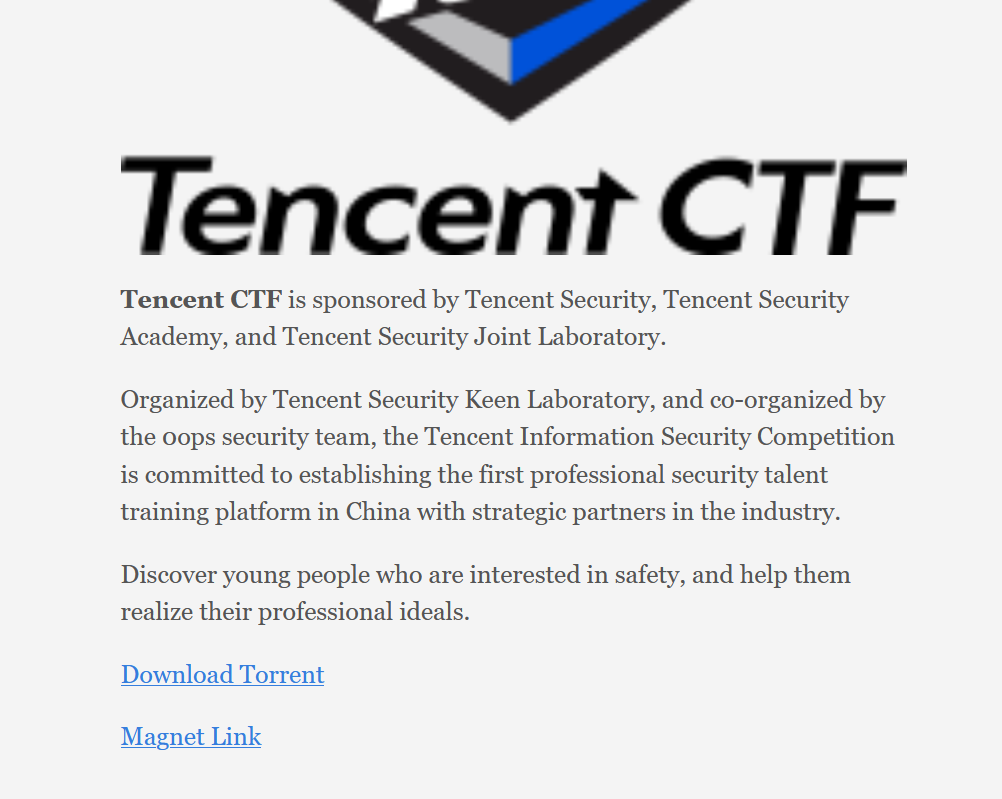 Tencent CTF
Tencent CTF is sponsored by Tencent Security, Tencent Security
Academy, and Tencent Security Joint Laboratory.
Organized by Tencent Security Keen Laboratory, and co-organized by
the 0ops security team, the Tencent Information Security Competition
is committed to establishing the first professional security talent
training platform in China with strategic partners in the industry.
Discover young people who are interested in safety, and help them
realize their professional ideals.
Download Torrent
Magnet Link